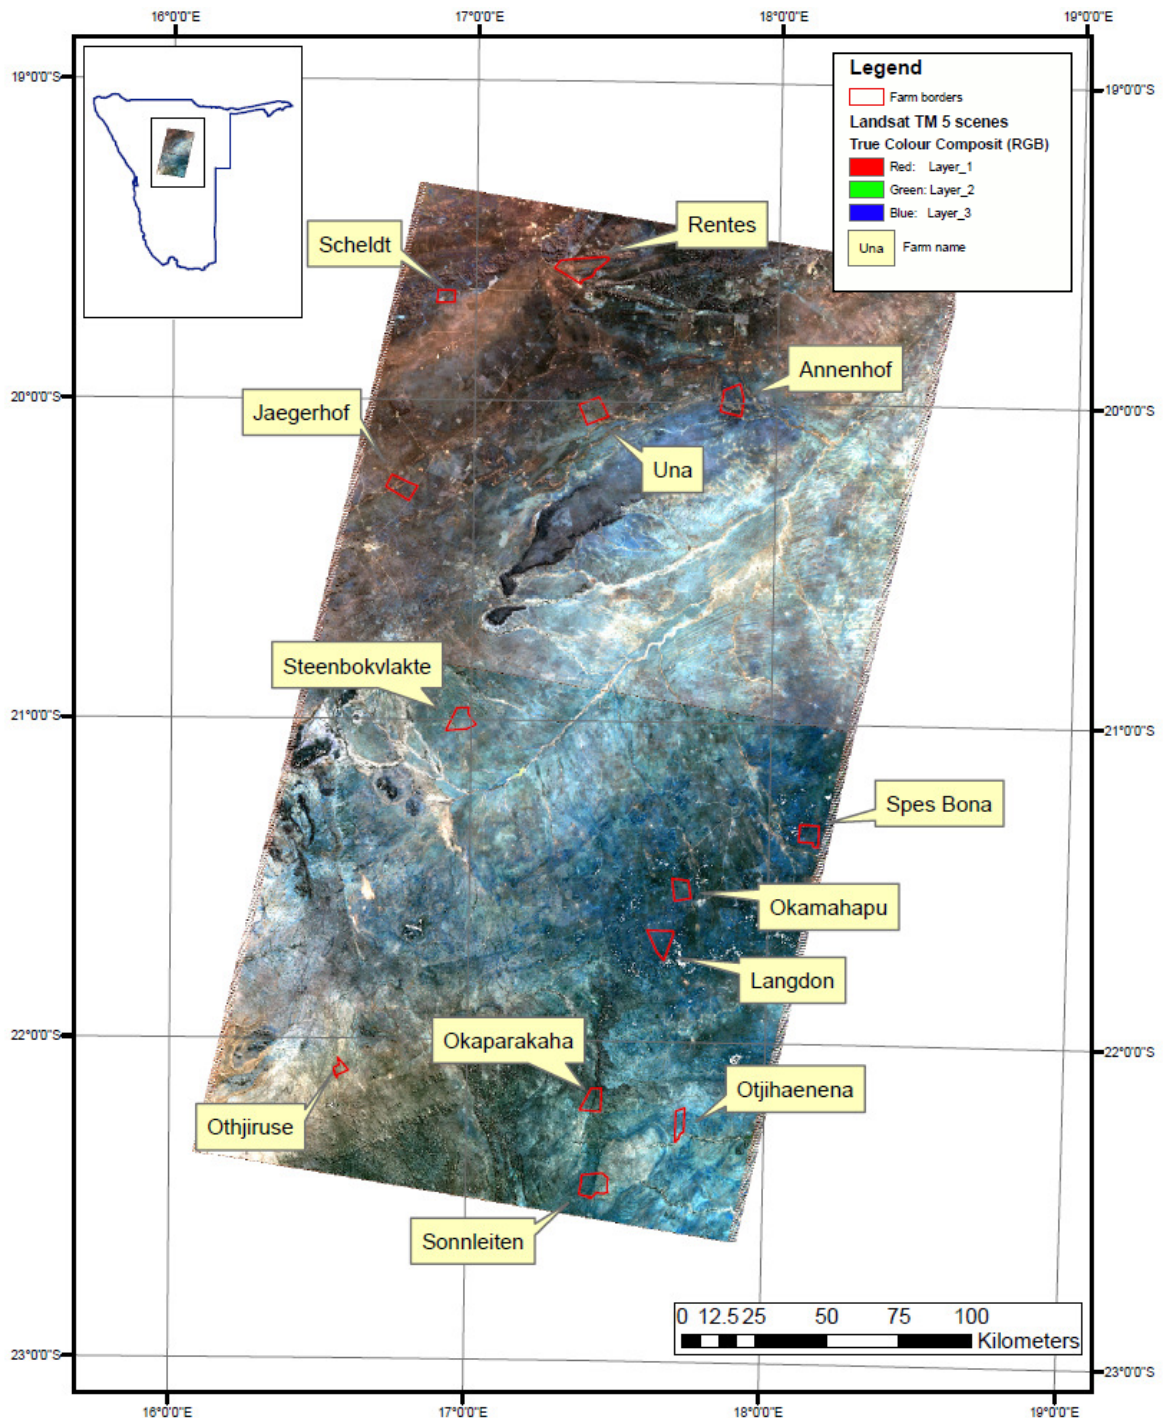 16°0'0"E
17°0'0"E
18°0'0"E
19°0'0"E
19°0'0"S
19°0'0"S
Legend
Farm borders
Landsat TM 5 scenes
True Colour Composit (RGB)
Red: Layer_1
Green: Layer_2
Blue: Layer_3
Una Farm name
Rentes
Scheldt
Annenhof
20°0'0"S
20°0'0"S
Jaegerhof
Una
Steenbokvlakte
21°0'0"S
21°0'0"S
Spes Bona
Okamahapu
Langdon
22°0'0"S
22°0'0"S
Okaparakaha
Otjihaenena
Othjiruse
Sonnleiten
0 12.5 25 50 75 100
Kilometers
23°0'0"S
23°0'0"S
16°0'0"E
17°0'0"E
18°0'0"E
19°0'0"E